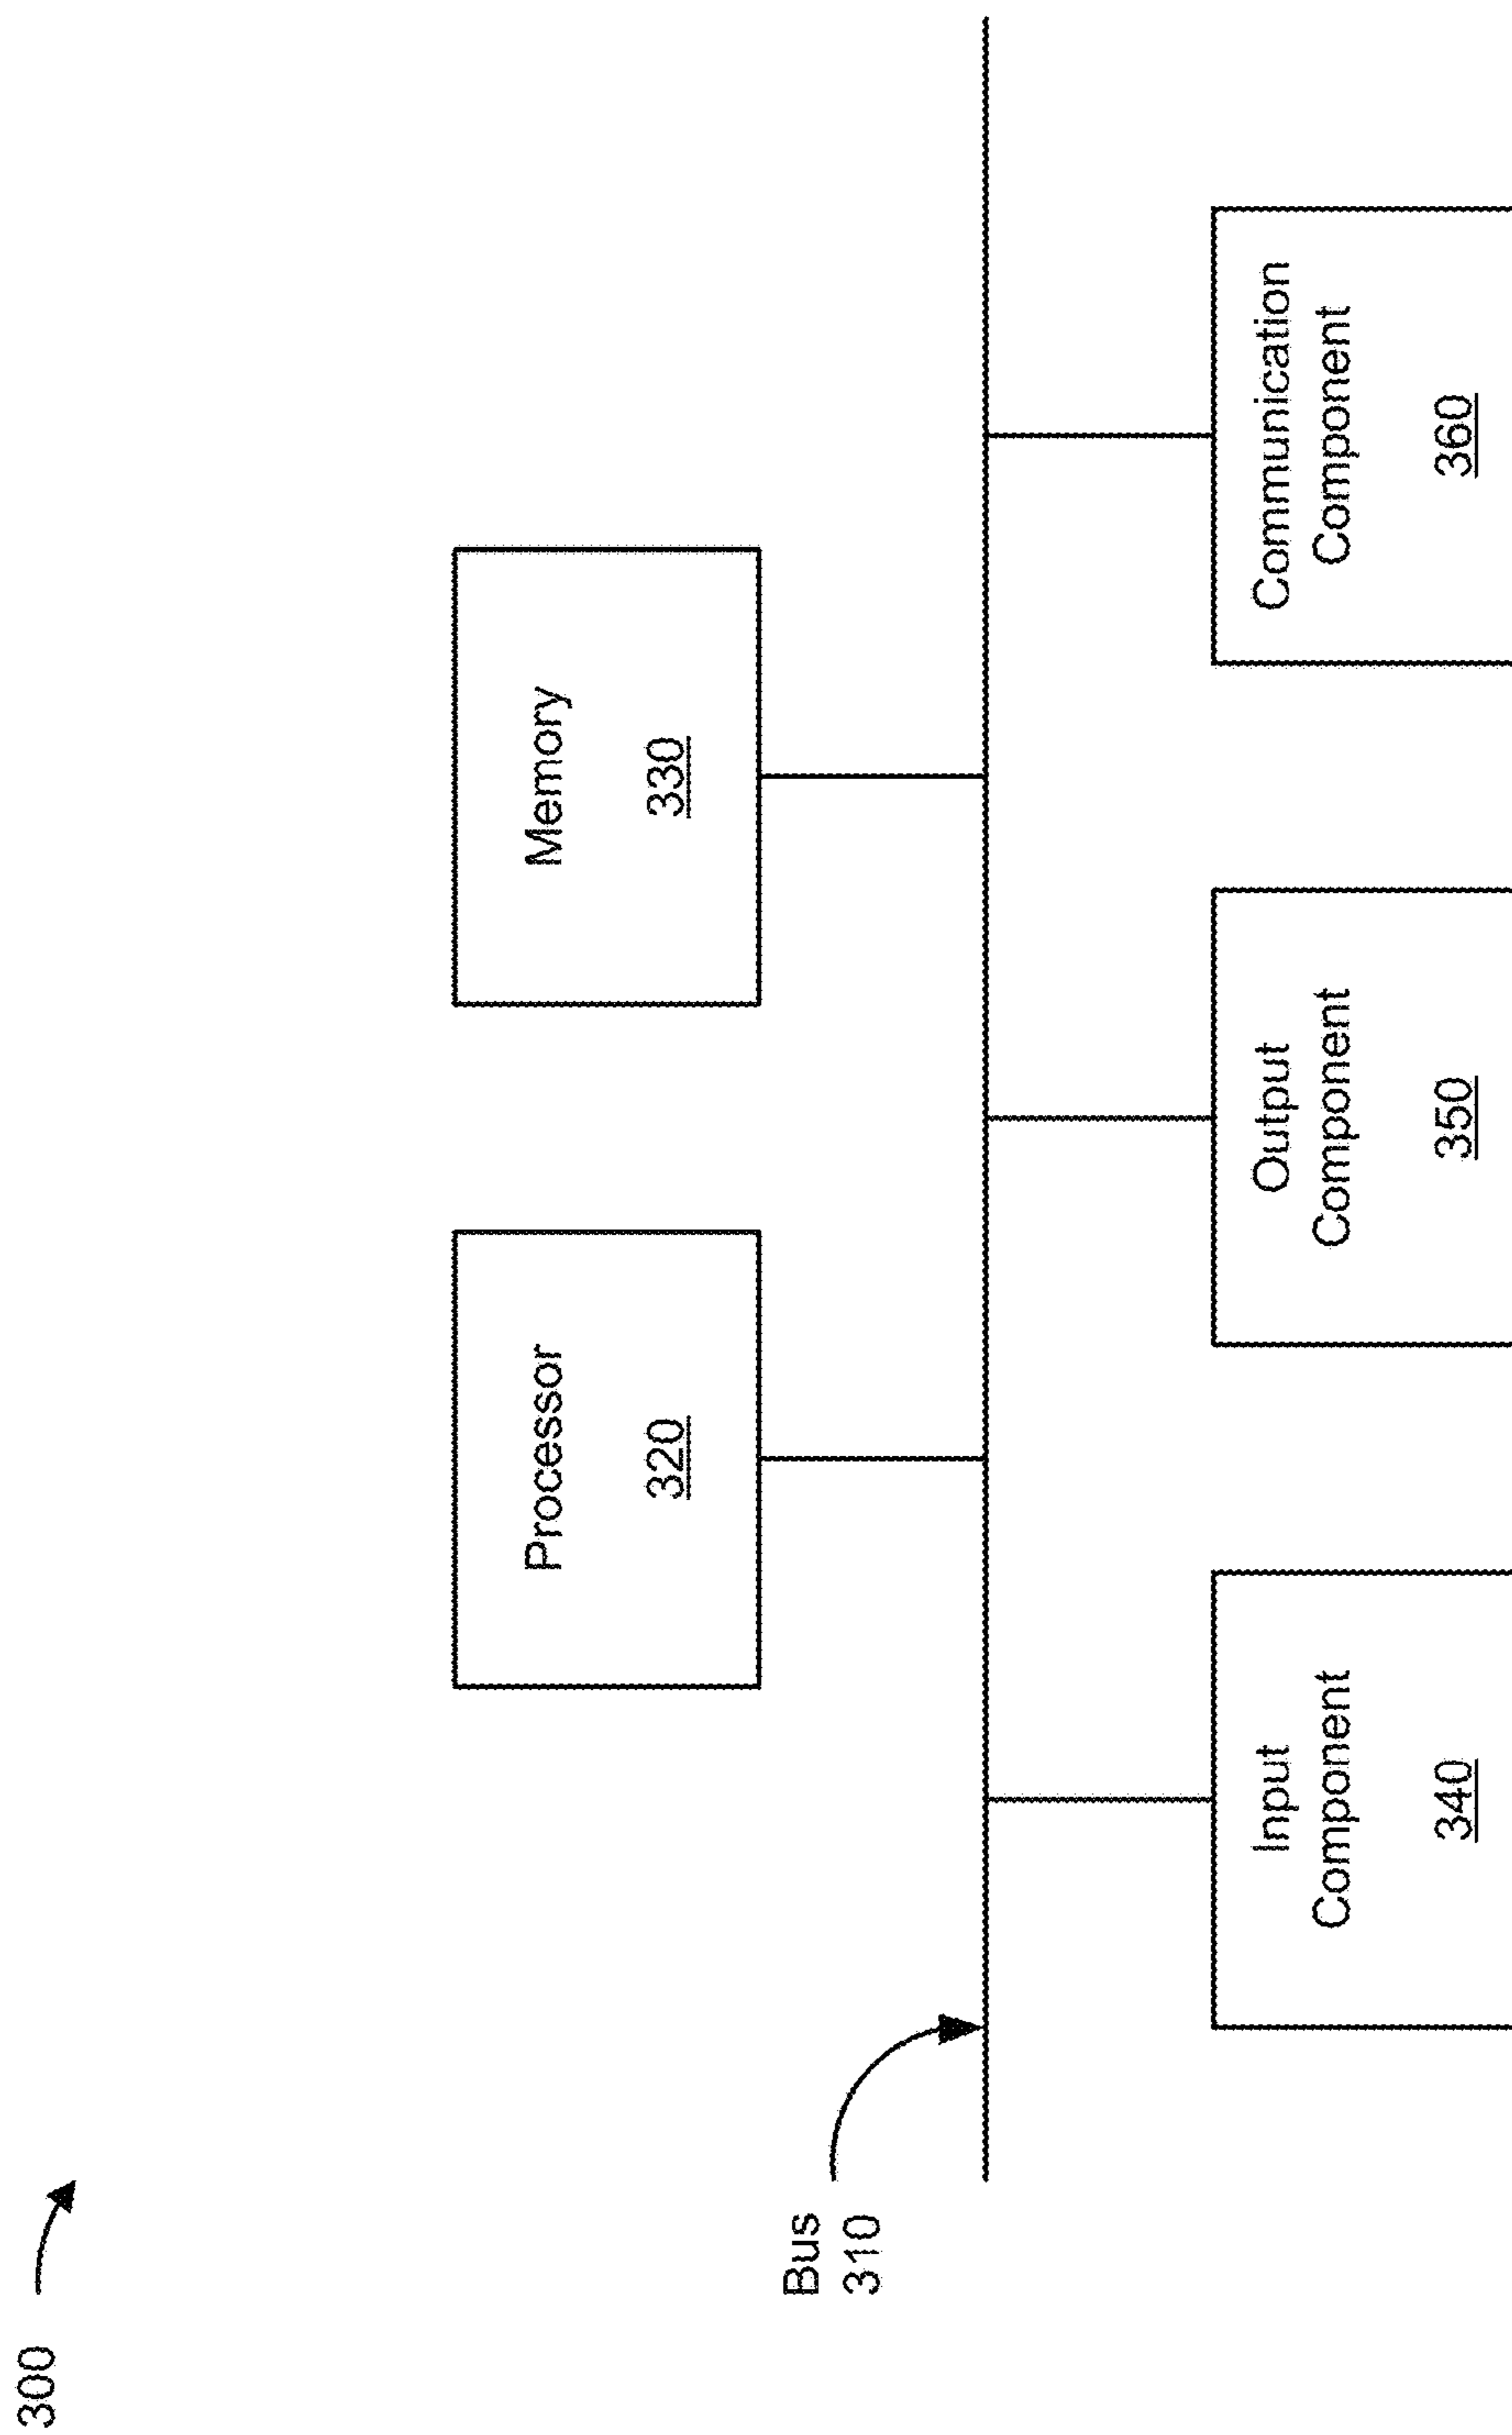 300
Processor
320
Memory
330
Bus
310
Input
Component
340
Output
Component
350
Communication
Component
360